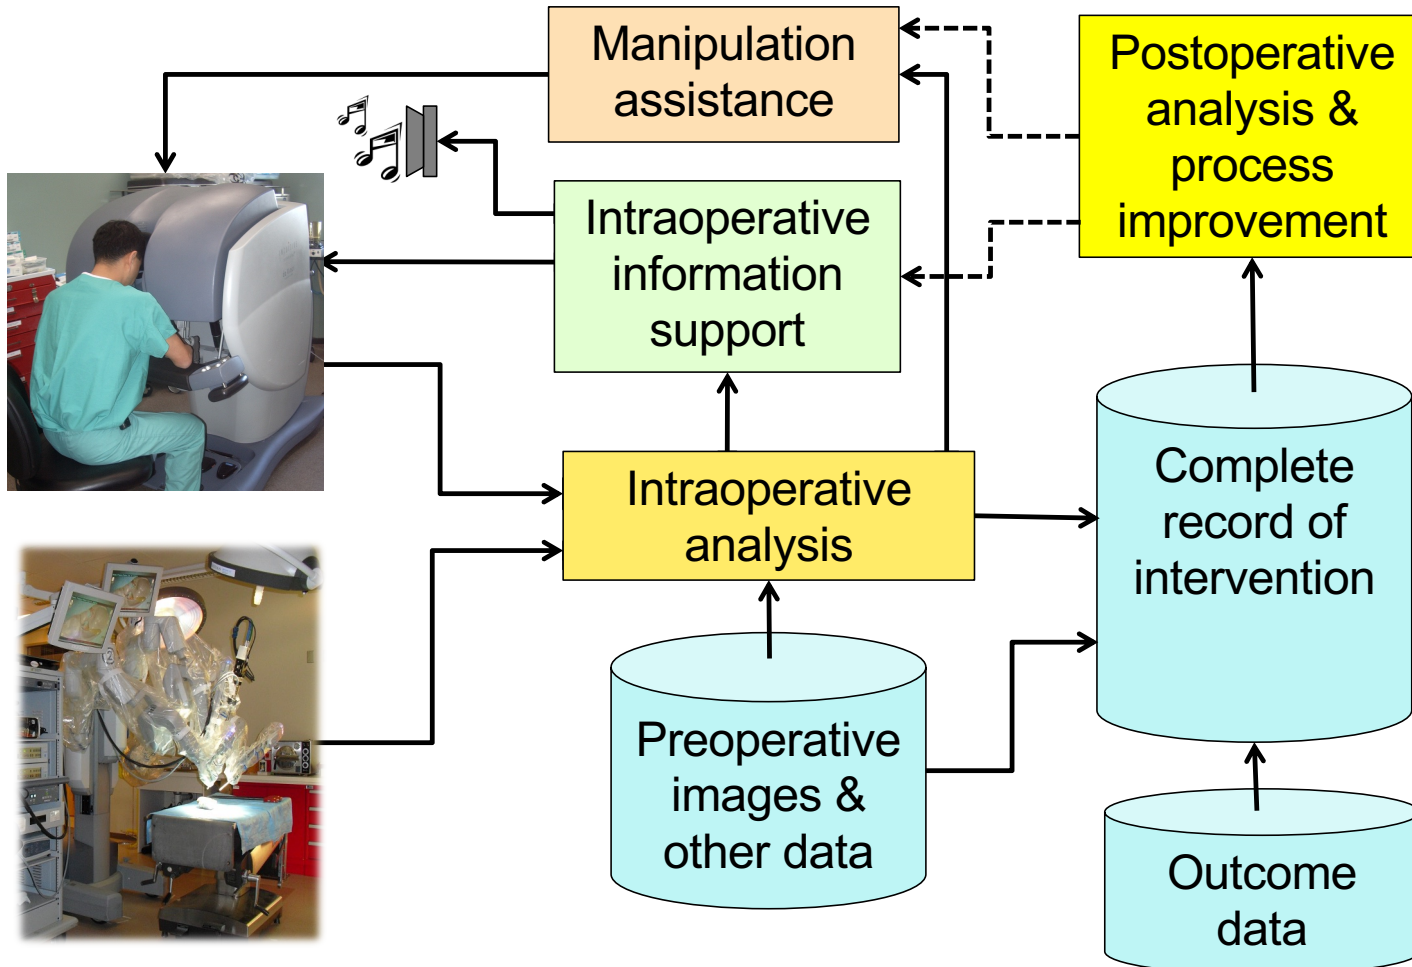 Manipulation
assistance
Postoperative
analysis &
process
improvement
Intraoperative
information
support
Intraoperative
analysis
Complete
record of
intervention
Preoperative
images &
other data
Outcome
data
②